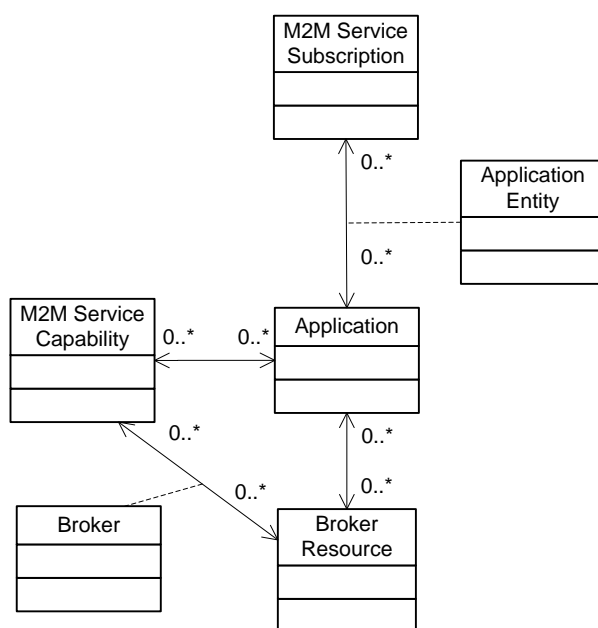 M2M Service
Subscription
0..*
Application
Entity
0..*
M2M Service
Capability
Application
0..*
0..*
0..*
0..*
0..*
0..*
Broker
Broker
Resource